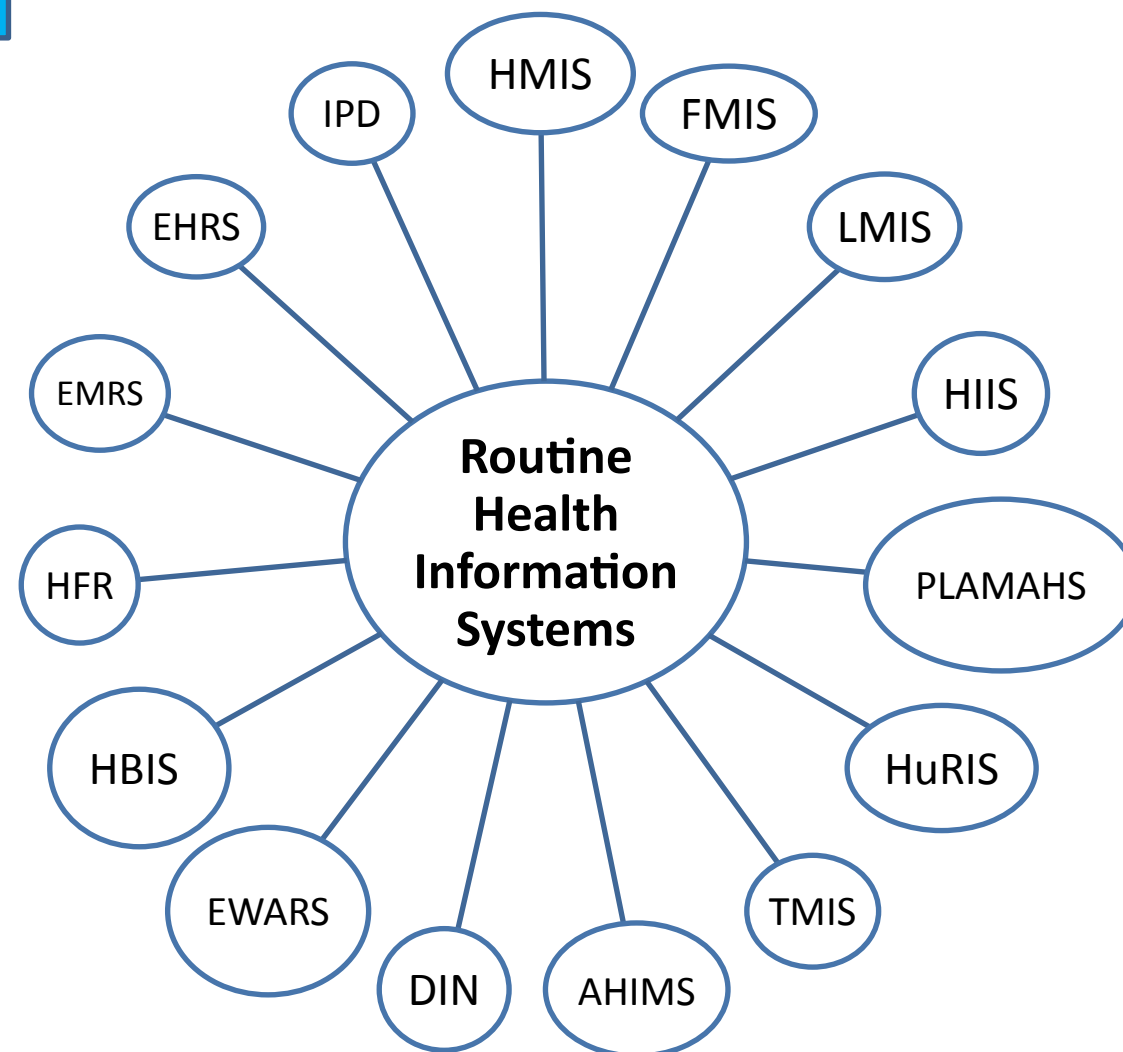 HMIS
FMIS
LMIS
HIIS
PLAMAHS
HuRIS
TMIS
AHIMS
DIN
EWARS
HBIS
HFR
EMRS
EHRS
IPD
Routine
Health
Information
Systems